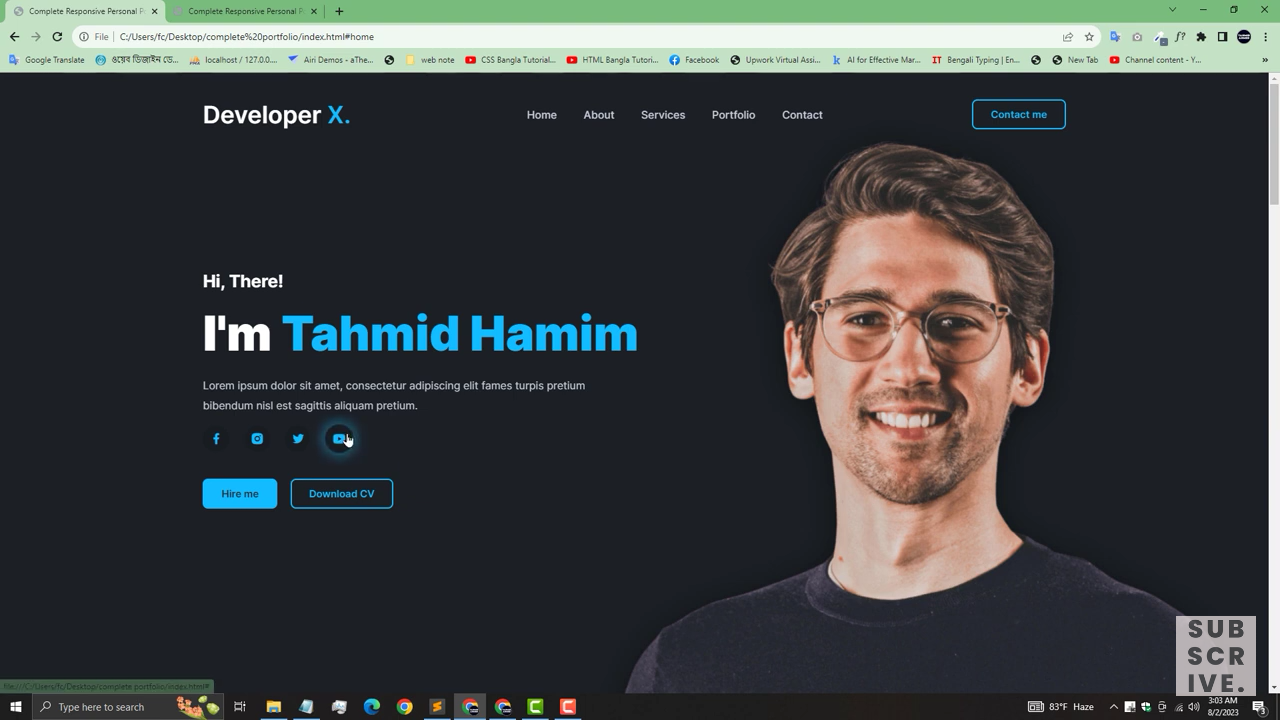 Complete Responsive Personal P
Complete Responsive Personal P
File
C:/Users/fc/Desktop/complete%20portfolio/index.html#home
Google Translate
ওয়েব ডিজাইন তে...
localhost / 127.0.0....
Airi Demos - aThe...
web note
CSS Bangla Tutorial...
HTML Bangla Tutori...
Facebook
Upwork Virtual Assi...
AI for Effective Mar...
Bengali Typing | En...
New Tab
Channel content - Y...
Developer X.
Home
About
Services
Portfolio
Contact
Contact me
Hi, There!
I'm Tahmid Hamim
Lorem ipsum dolor sit amet, consectetur adipiscing elit fames turpis pretium
bibendum nisl est sagittis aliquam pretium.
Hire me
Download CV
SUB
SCR
IVE.
file:///C:/Users/fc/Desktop/complete portfolio/index.html#
Type here to search
83°F Haze
3:03 AM
8/2/2023